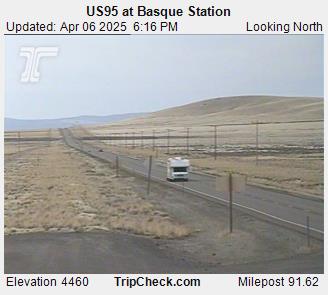 US95 at Basque Station
Updated: Apr 06 2025 6:16 PM Looking North
Elevation 4460 TripCheck.com Milepost 91.62